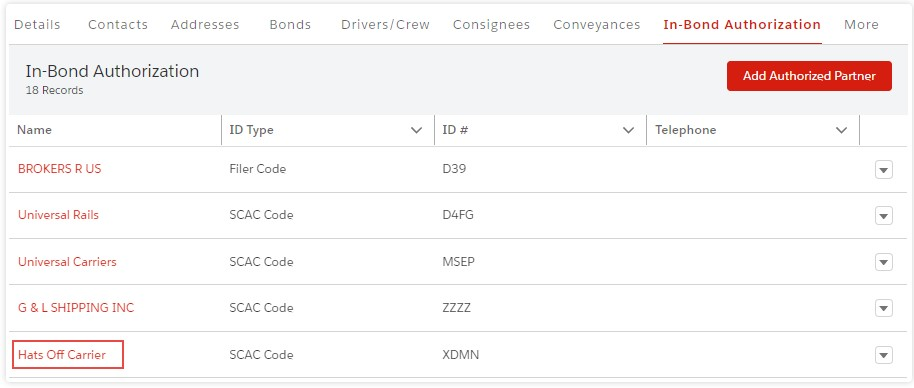 Details Contacts Addresses Bonds Drivers/Crew Consignees Conveyances In-Bond Authorization More
In-Bond Authorization
18 Records
Add Authorized Partner
Name ID Type ID # Telephone
BROKERS R US Filer Code D39
Universal Rails SCAC Code D4FG
Universal Carriers SCAC Code MSEP
G & L SHIPPING INC SCAC Code ZZZZ
Hats Off Carrier SCAC Code XDMN